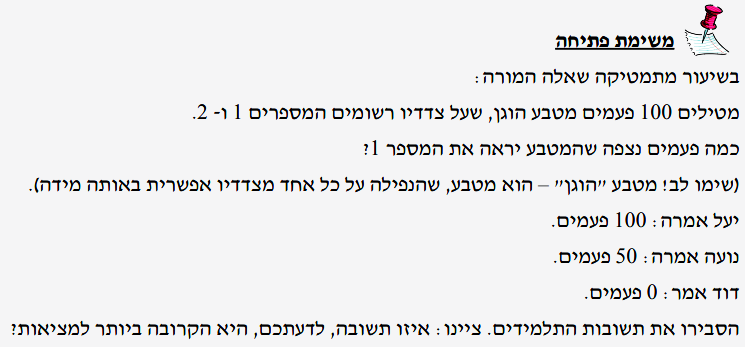 משימת פתיחה
בשיעור מתמטיקה שאלה המורה:
מטילים 100 פעמים מטבע הוגן, שעל צדדיו רשומים המספרים 1 ו- 2.
כמה פעמים נצפה שהמטבע יראה את המספר 1?
(שימו לב! מטבע "הוגן" – הוא מטבע, שהנפילה על כל אחד מצדדיו אפשרית באותה מידה).
יעל אמרה: 100 פעמים.
נועה אמרה: 50 פעמים.
דוד אמר: 0 פעמים.
הסבירו את תשובות התלמידים. ציינו: איזו תשובה, לדעתכם, היא הקרובה ביותר למציאות?